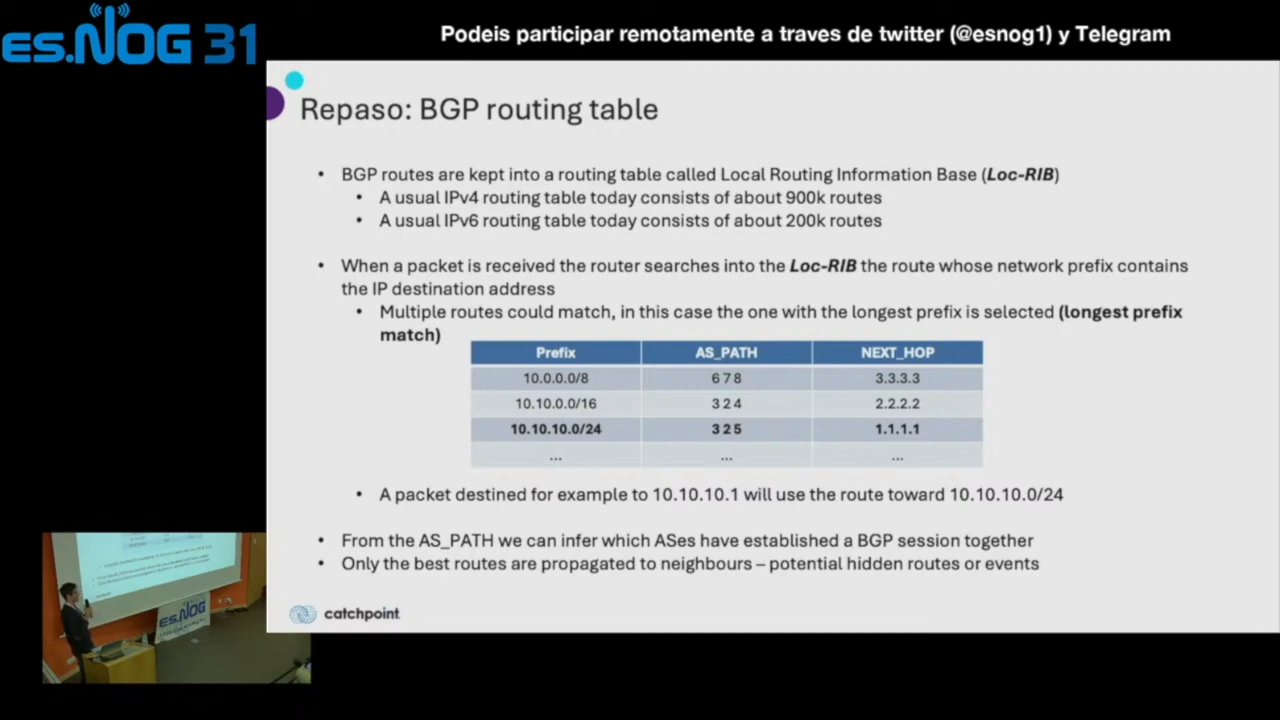 es.NOG 31
Podeis participar remotamente a traves de twitter (@esnog1) y Telegram
Repaso: BGP routing table
• BGP routes are kept into a routing table called Local Routing Information Base (Loc-RIB)
• A usual IPv4 routing table today consists of about 900k routes
• A usual IPv6 routing table today consists of about 200k routes
• When a packet is received the router searches into the Loc-RIB the route whose network prefix contains
the IP destination address
• Multiple routes could match, in this case the one with the longest prefix is selected (longest prefix
match)
Prefix AS_PATH NEXT_HOP
10.0.0.0/8 6 7 8 3.3.3.3
10.10.0.0/16 3 2 4 2.2.2.2
10.10.10.0/24 3 2 5 1.1.1.1
... ... ...
• A packet destined for example to 10.10.10.1 will use the route toward 10.10.10.0/24
• From the AS_PATH we can infer which ASes have established a BGP session together
• Only the best routes are propagated to neighbours – potential hidden routes or events
catchpoint
es.NOG